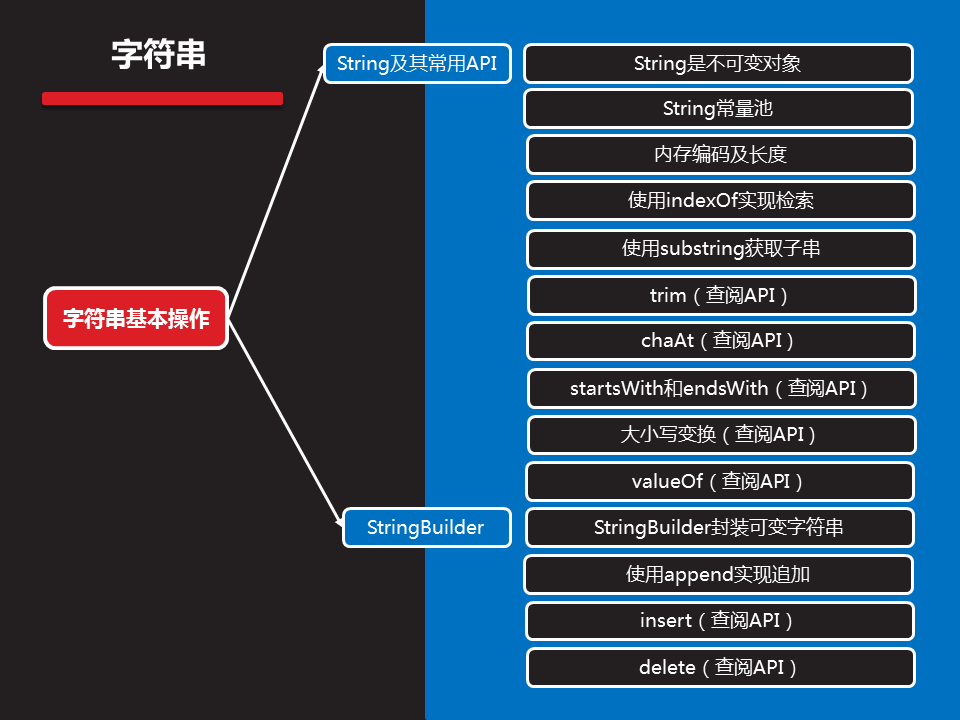 字符串
String及其常用API
String是不可变对象
String常量池
内存编码及长度
使用indexOf实现检索
使用substring获取子串
trim（查阅API）
chaAt（查阅API）
startsWith和endsWith（查阅API）
大小写变换（查阅API）
valueOf（查阅API）
字符串基本操作
StringBuilder
StringBuilder封装可变字符串
使用append实现追加
insert（查阅API）
delete（查阅API）